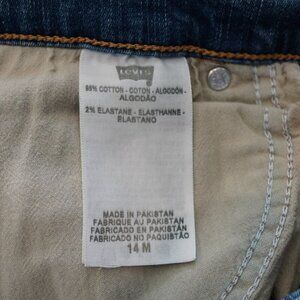 LEVI'S
98% COTTON - COTON - ALGODÓN -
ALGODÃO
2% ELASTANE - ELASTHANNE -
ELASTANO
MADE IN PAKISTAN
FABRIQUE AU PAKISTAN
FABRICADO EN PAKISTAN
FABRICADO NO PAQUISTÃO
14 M